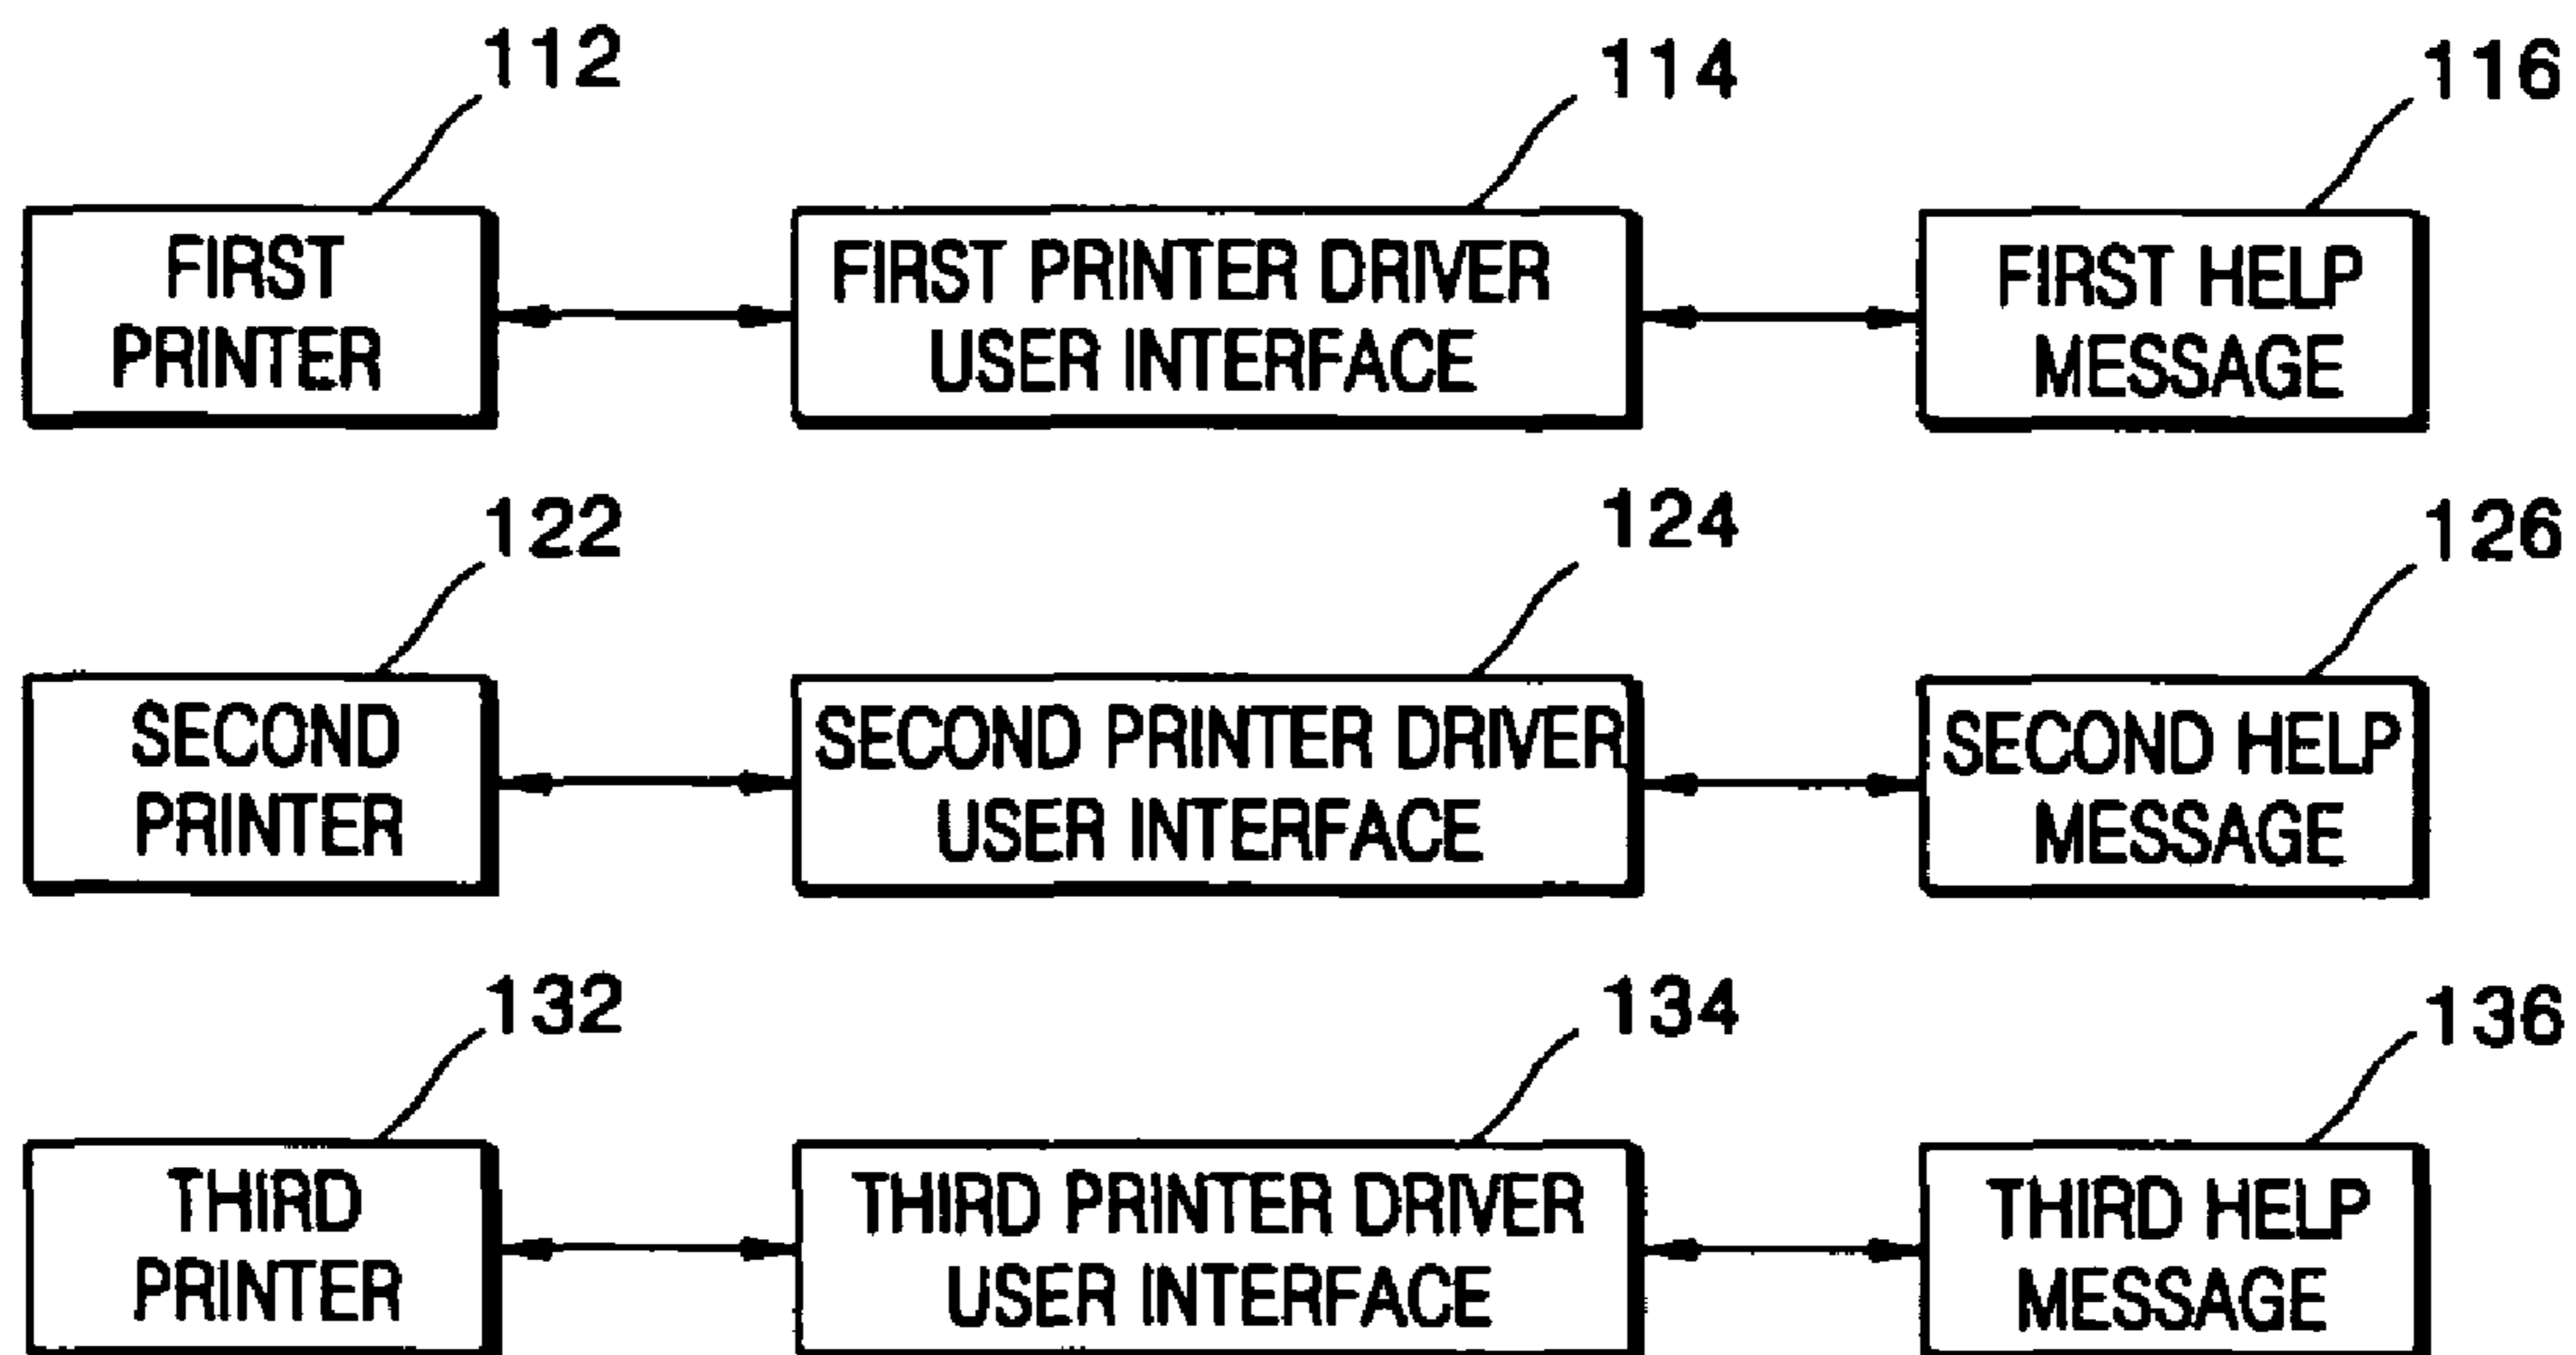 112 114 116
FIRST PRINTER DRIVER FIRST HELP
FIRST
PRINTER USER INTERFACE MESSAGE
122 124 126
SECOND SECOND PRINTER DRIVER SECOND HELP
PRINTER USER INTERFACE MESSAGE
132 134 136
THIRD THIRD PRINTER DRIVER THIRD HELP
PRINTER USER INTERFACE MESSAGE